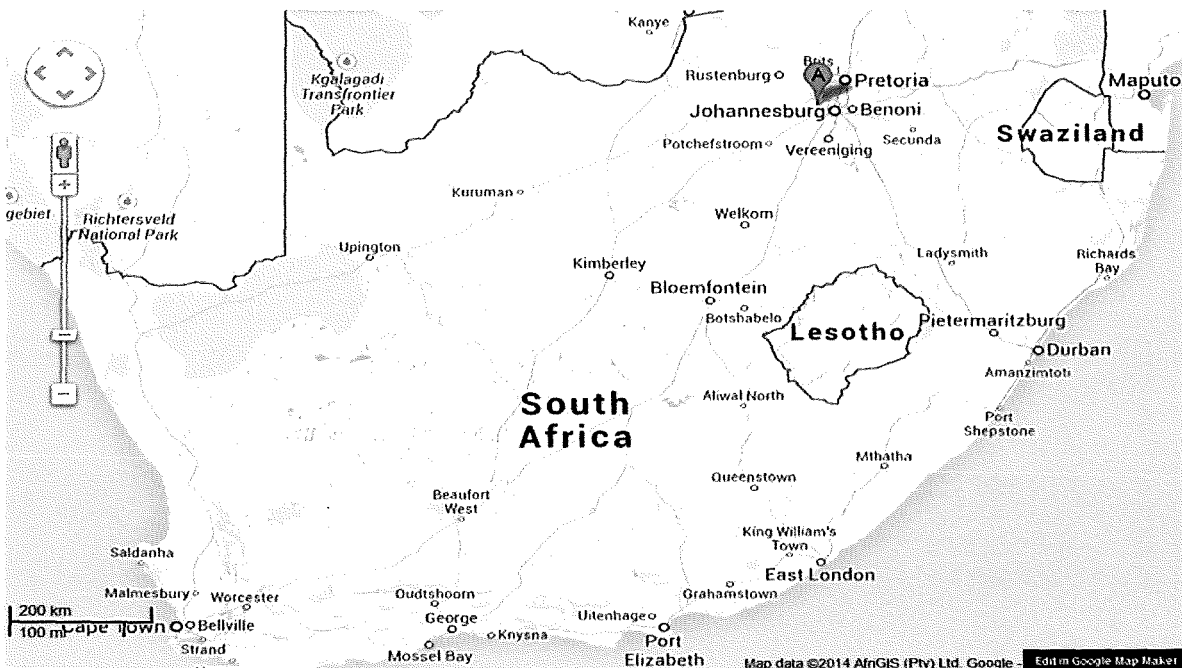 Kanye
Kgalagadi
Transfrontier
Park
Rustenburg
A
Pretoria
Maputo
Johannesburg
Benoni
Swaziland
Potchefstroom
Vereeniging
Secunda
Kuruman
gebiet
Richtersveld
National Park
Welkom
Upington
Kimberley
Ladysmith
Richards
Bay
Bloemfontein
Botshabelo
Lesotho
Pietermaritzburg
Durban
Amanzimtoti
Aliwal North
South
Africa
Port
Shepstone
Mthatha
Queenstown
Beaufort
West
King William's
Town
Saldanha
East London
Malmesbury
Worcester
Oudtshoorn
Grahamstown
200 km
100 mi
Cape Town
Bellville
George
Uitenhage
Strand
Knysna
Port
Elizabeth
Mossel Bay
Map data ©2014 AfriGIS (Pty) Ltd, Google -
Edit in Google Map Maker